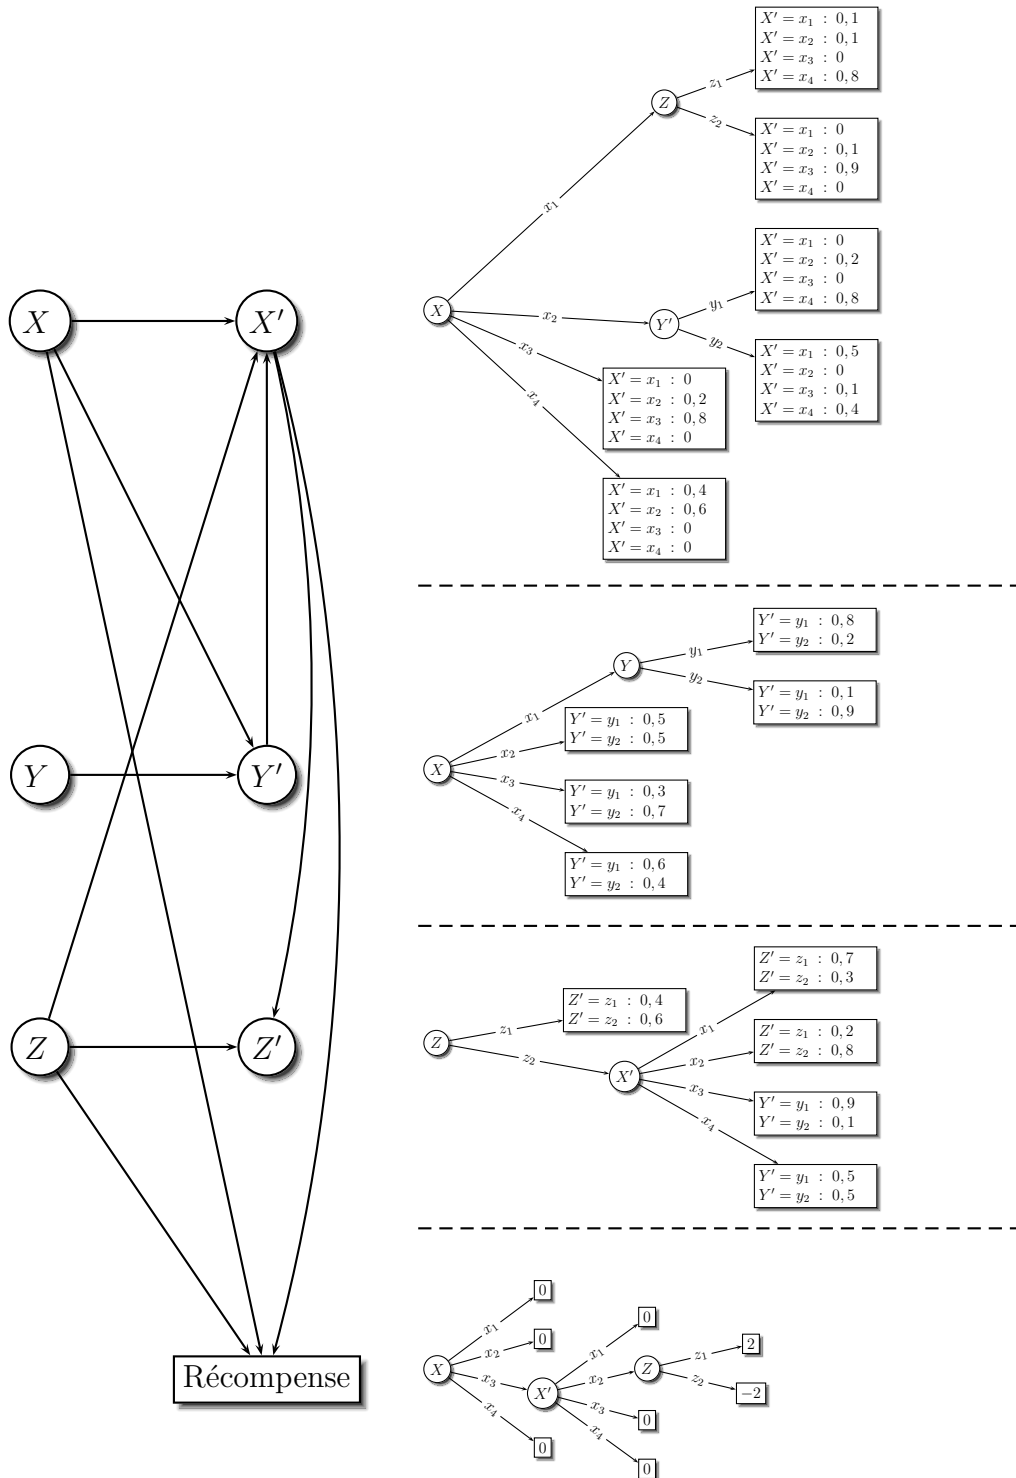 X
X′
Y
Y′
Z
Z′
Récompense
X
x₁
x₂
x₃
x₄
Z
z₁
z₂
X′ = x₁ : 0, 1
X′ = x₂ : 0, 1
X′ = x₃ : 0
X′ = x₄ : 0, 8
X′ = x₁ : 0
X′ = x₂ : 0, 1
X′ = x₃ : 0, 9
X′ = x₄ : 0
Y′
y₁
y₂
X′ = x₁ : 0
X′ = x₂ : 0, 2
X′ = x₃ : 0
X′ = x₄ : 0, 8
X′ = x₁ : 0, 5
X′ = x₂ : 0
X′ = x₃ : 0, 1
X′ = x₄ : 0, 4
X′ = x₁ : 0
X′ = x₂ : 0, 2
X′ = x₃ : 0, 8
X′ = x₄ : 0
X′ = x₁ : 0, 4
X′ = x₂ : 0, 6
X′ = x₃ : 0
X′ = x₄ : 0
X
x₁
x₂
x₃
x₄
Y
y₁
y₂
Y′ = y₁ : 0, 8
Y′ = y₂ : 0, 2
Y′ = y₁ : 0, 1
Y′ = y₂ : 0, 9
Y′ = y₁ : 0, 5
Y′ = y₂ : 0, 5
Y′ = y₁ : 0, 3
Y′ = y₂ : 0, 7
Y′ = y₁ : 0, 6
Y′ = y₂ : 0, 4
Z
z₁
z₂
Z′ = z₁ : 0, 4
Z′ = z₂ : 0, 6
X′
x₁
x₂
x₃
x₄
Z′ = z₁ : 0, 7
Z′ = z₂ : 0, 3
Z′ = z₁ : 0, 2
Z′ = z₂ : 0, 8
Y′ = y₁ : 0, 9
Y′ = y₂ : 0, 1
Y′ = y₁ : 0, 5
Y′ = y₂ : 0, 5
X
x₁
x₂
x₃
x₄
0
0
0
X′
x₁
x₂
x₃
x₄
0
Z
z₁
z₂
2
−2
0
0